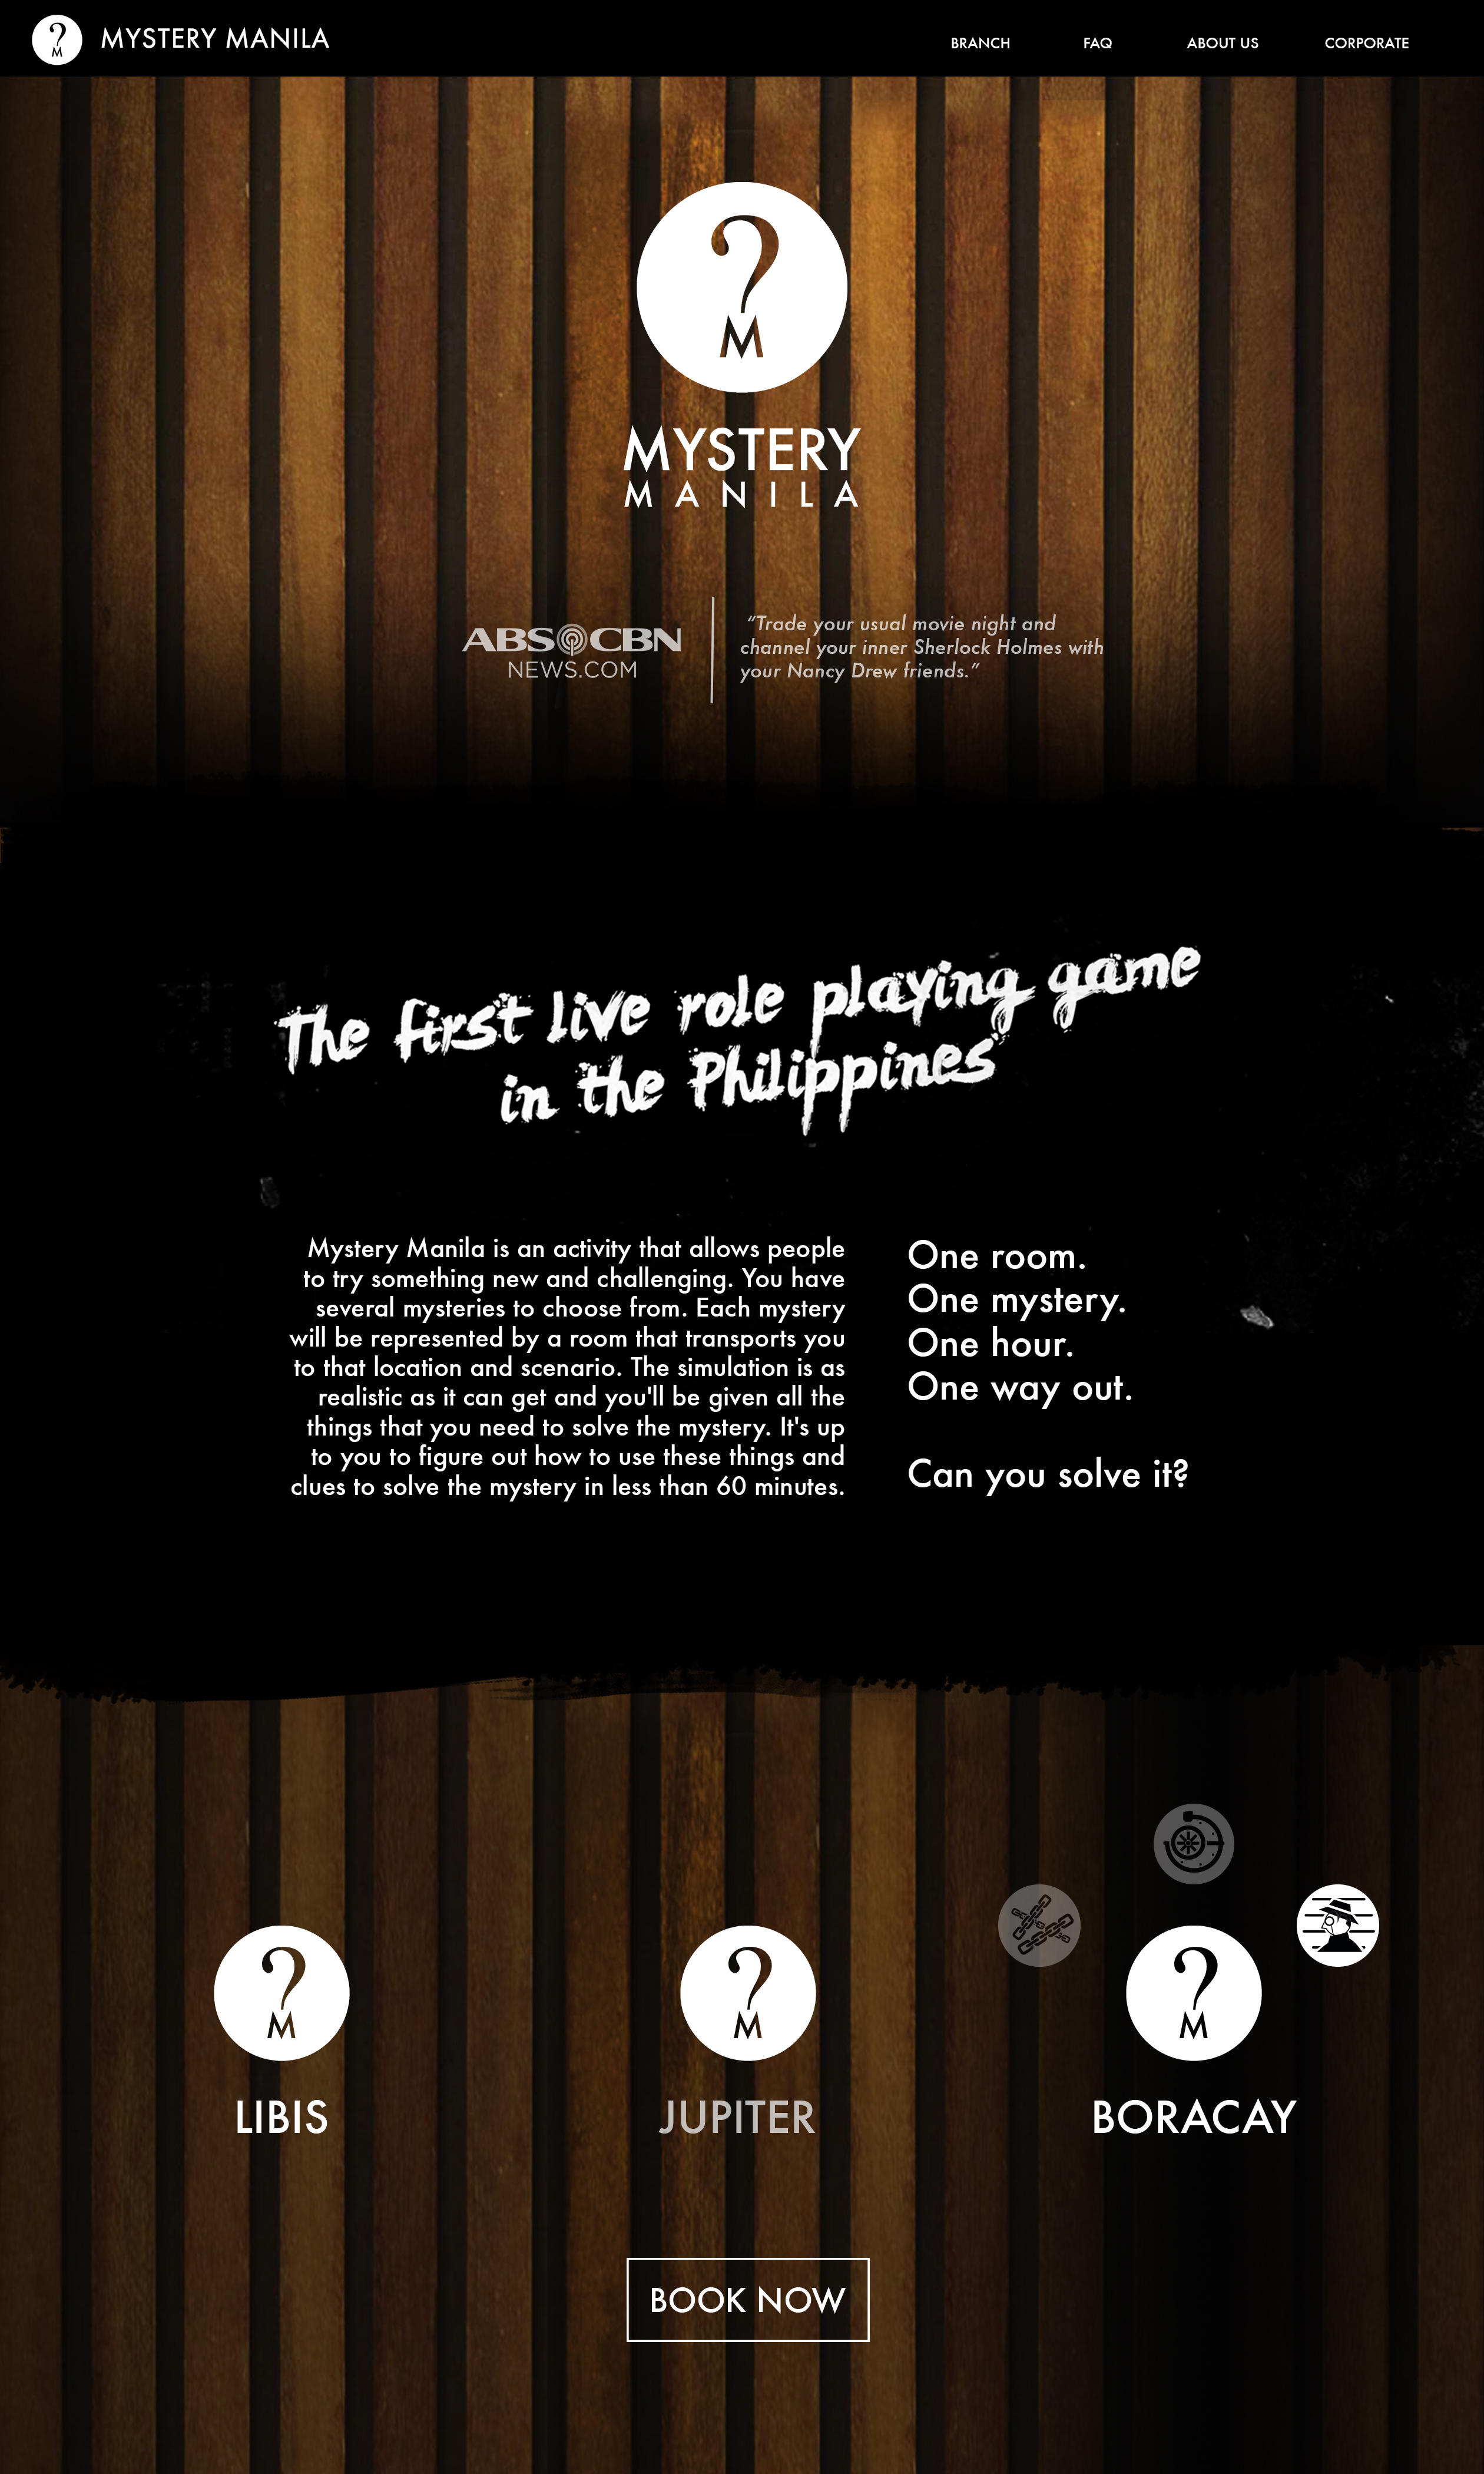 ? M MYSTERY MANILA
BRANCH FAQ ABOUT US CORPORATE
?
M
MYSTERY
MANILA
ABS CBN
NEWS.COM
“Trade your usual movie night and
channel your inner Sherlock Holmes with
your Nancy Drew friends.”
The first live role playing game
in the Philippines
Mystery Manila is an activity that allows people
to try something new and challenging. You have
several mysteries to choose from. Each mystery
will be represented by a room that transports you
to that location and scenario. The simulation is as
realistic as it can get and you'll be given all the
things that you need to solve the mystery. It's up
to you to figure out how to use these things and
clues to solve the mystery in less than 60 minutes.
One room.
One mystery.
One hour.
One way out.
Can you solve it?
? ? ?
M M M
LIBIS JUPITER BORACAY
BOOK NOW